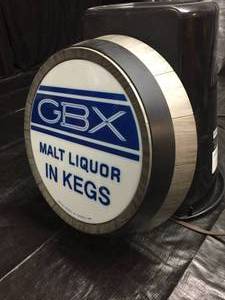 GBX
MALT LIQUOR
IN KEGS